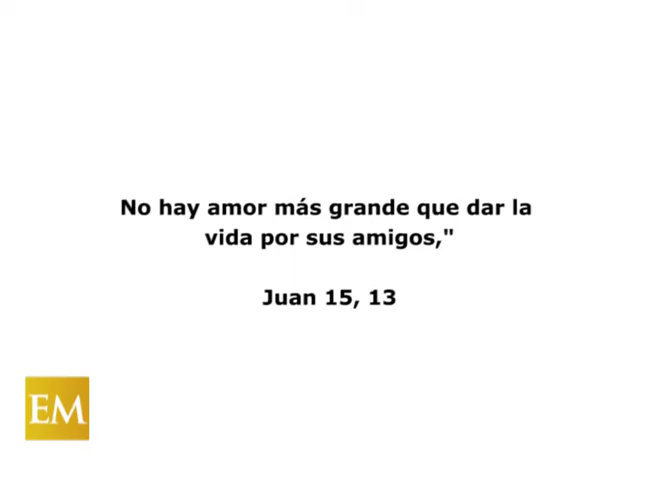 No hay amor más grande que dar la
vida por sus amigos,"
Juan 15, 13
EM